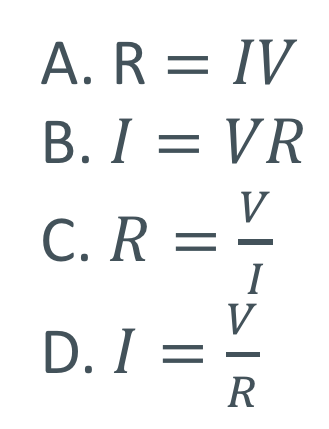 A. R = IV
B. I = VR
C. R = V/I
D. I = V/R